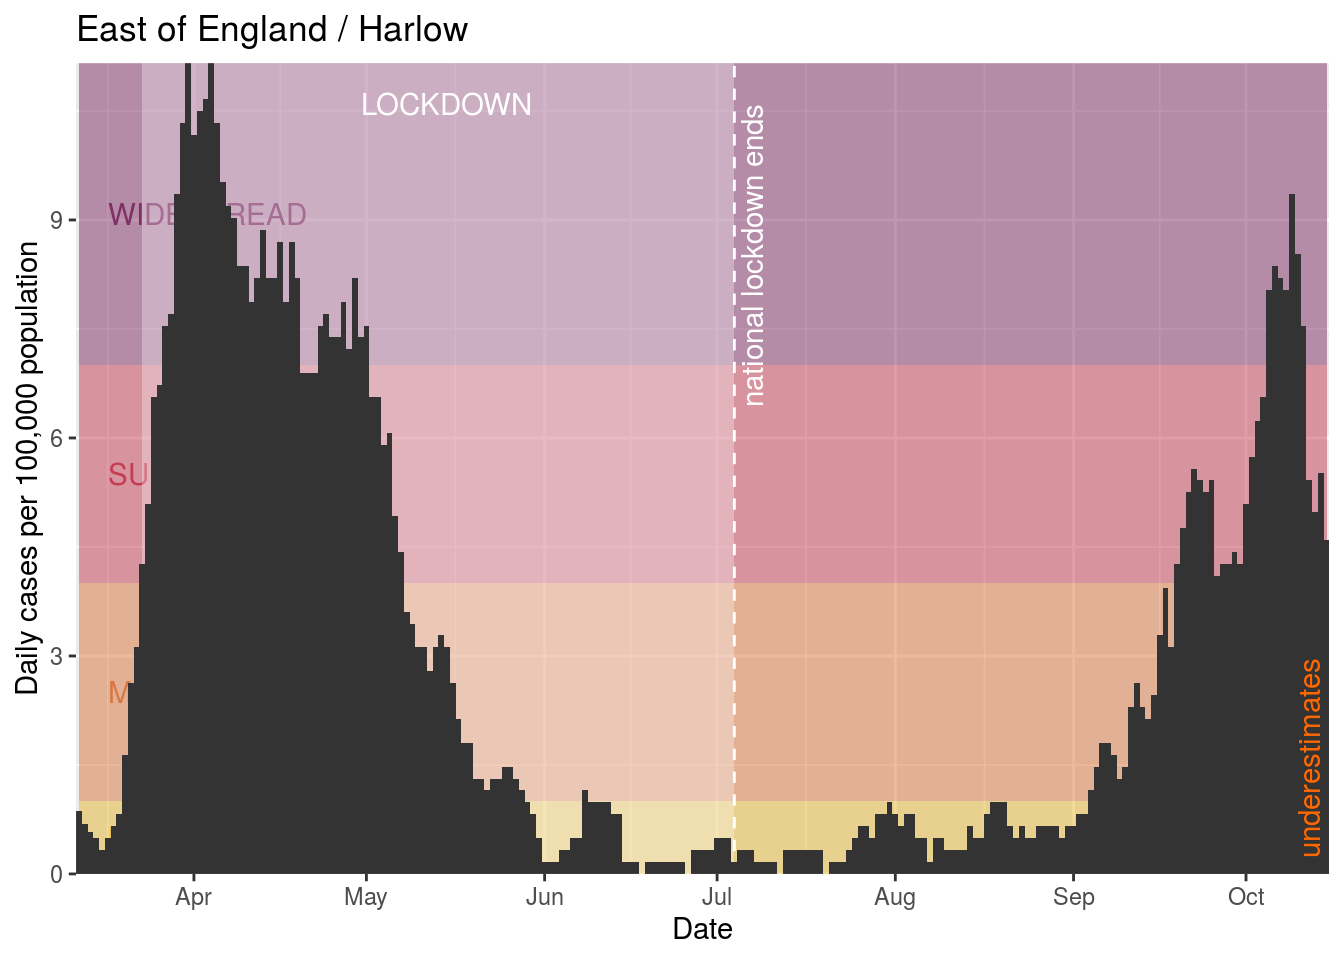 East of England / Harlow
LOCKDOWN
national lockdown ends
9
6
3
0
Daily cases per 100,000 population
underestimates
Apr
May
Jun
Jul
Aug
Sep
Oct
Date